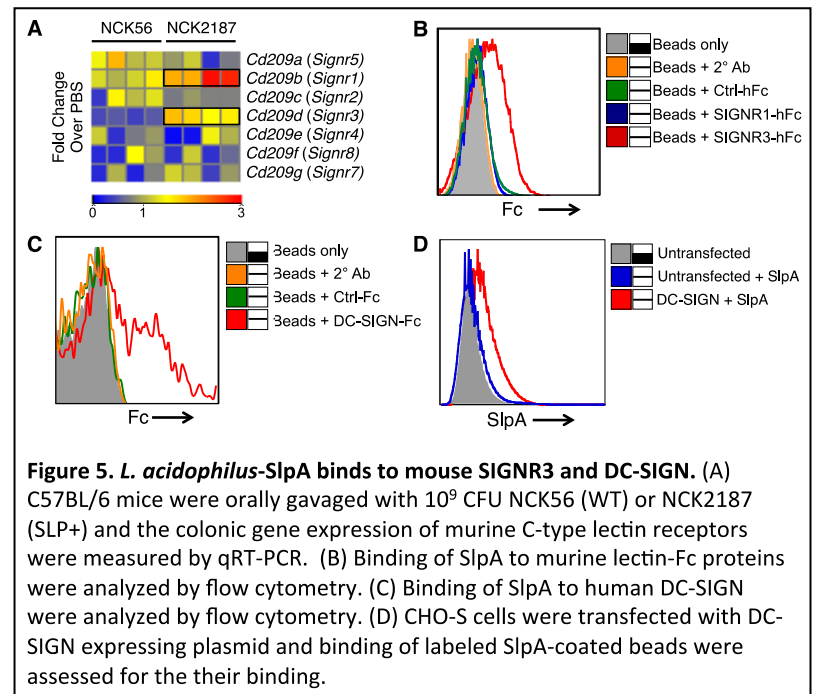 A
NCK56 NCK2187
Fold Change
Over PBS
Cd209a (Signr5)
Cd209b (Signr1)
Cd209c (Signr2)
Cd209d (Signr3)
Cd209e (Signr4)
Cd209f (Signr8)
Cd209g (Signr7)
0 1 3
B
Beads only
Beads + 2° Ab
Beads + Ctrl-hFc
Beads + SIGNR1-hFc
Beads + SIGNR3-hFc
Fc
C
Beads only
Beads + 2° Ab
Beads + Ctrl-Fc
Beads + DC-SIGN-Fc
Fc
D
Untransfected
Untransfected + SlpA
DC-SIGN + SlpA
SlpA
Figure 5. L. acidophilus-SlpA binds to mouse SIGNR3 and DC-SIGN. (A)
C57BL/6 mice were orally gavaged with 10⁹ CFU NCK56 (WT) or NCK2187
(SLP+) and the colonic gene expression of murine C-type lectin receptors
were measured by qRT-PCR. (B) Binding of SlpA to murine lectin-Fc proteins
were analyzed by flow cytometry. (C) Binding of SlpA to human DC-SIGN
were analyzed by flow cytometry. (D) CHO-S cells were transfected with DC-
SIGN expressing plasmid and binding of labeled SlpA-coated beads were
assessed for the their binding.